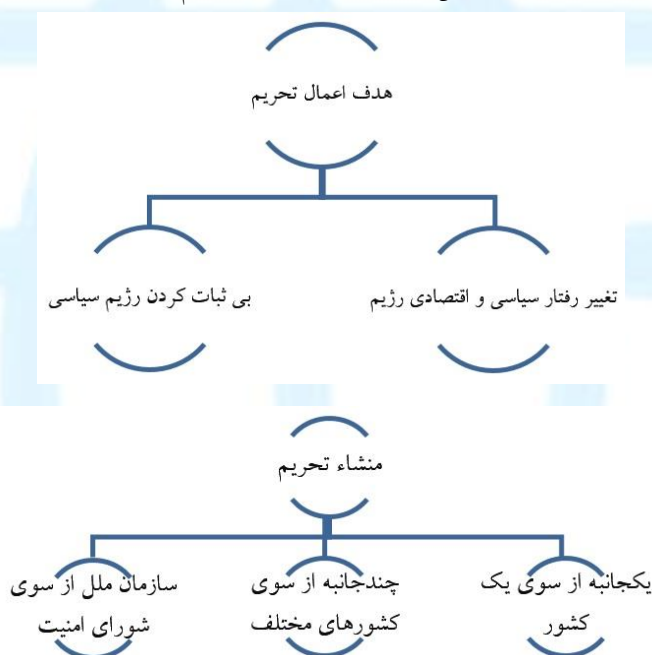 هدف اعمال تحریم
تغییر رفتار سیاسی و اقتصادی رژیم
بی ثبات کردن رژیم سیاسی
منشاء تحریم
یکجانبه از سوی یک
کشور
چندجانبه از سوی
کشورهای مختلف
سازمان ملل از سوی
شورای امنیت